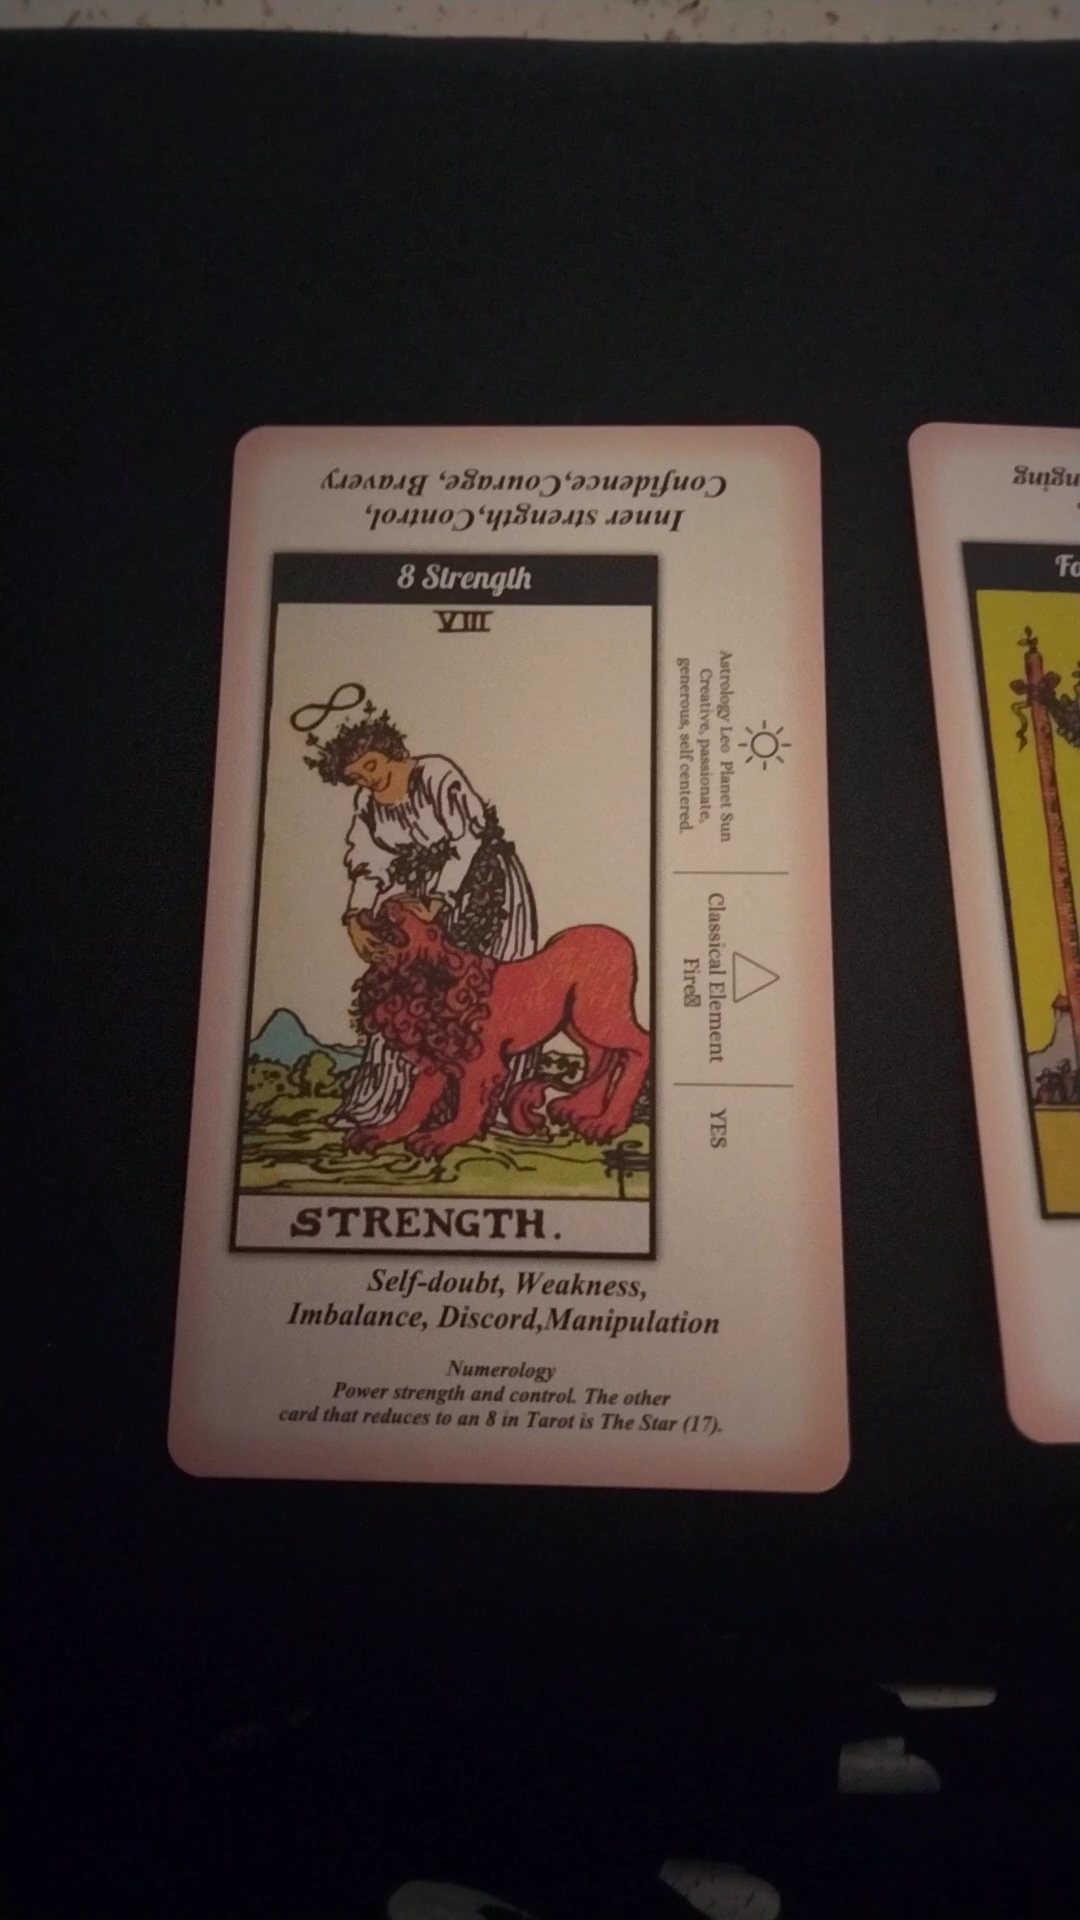 Confidence,Courage, Bravery
Inner strength,Control,
8 Strength
VIII
STRENGTH.
Astrology Leo Planet Sun
Creative, passionate,
generous, self centered.
Classical Element
Fire
YES
Self-doubt, Weakness,
Imbalance, Discord,Manipulation
Numerology
Power strength and control. The other
card that reduces to an 8 in Tarot is The Star (17).